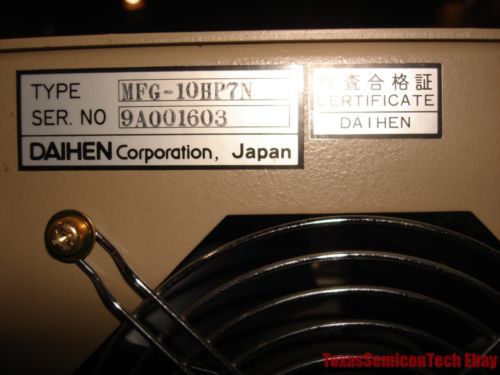 TYPE MFG-10HP7N
SER. NO 9A001603
DAIHEN Corporation, Japan
検査合格証
CERTIFICATE
DAIHEN
TexasSemiconTech Ebay